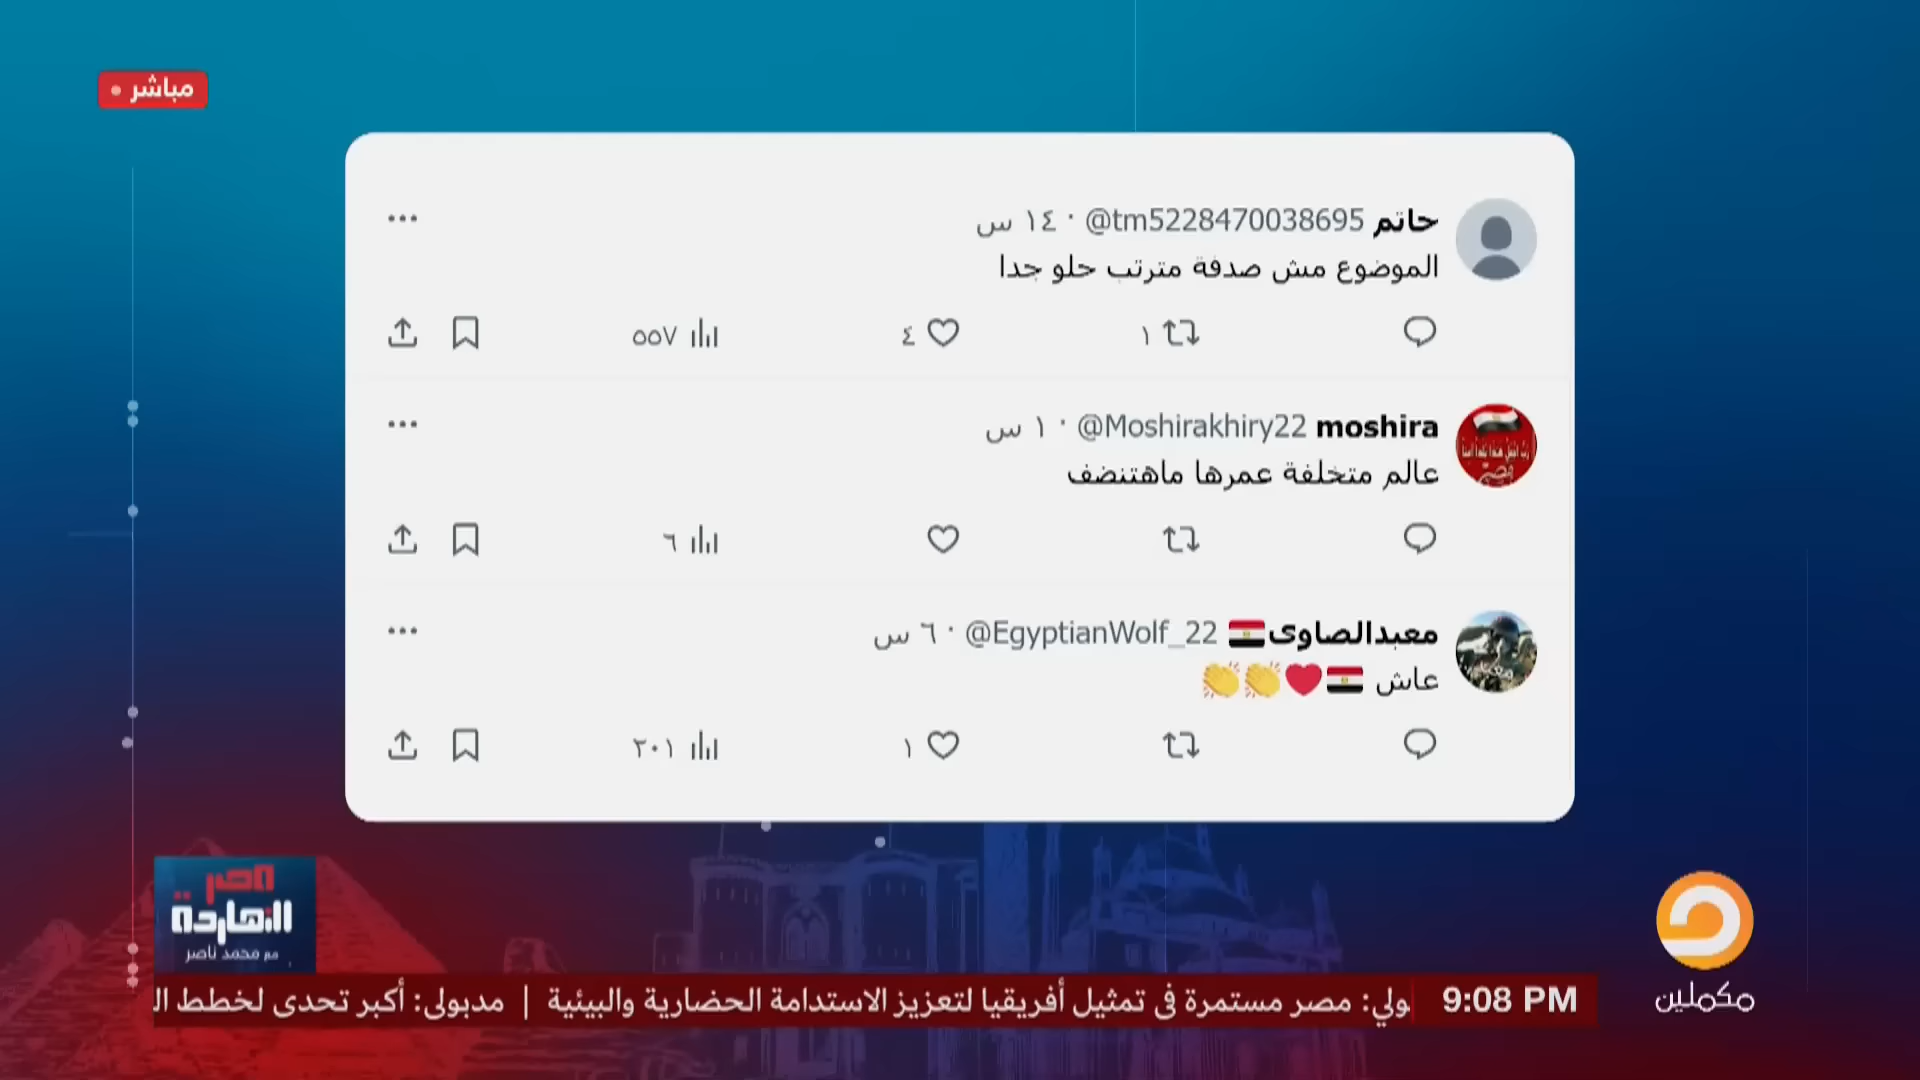 مباشر
حاتم @tm5228470038695 · ١٤ س
الموضوع مش صدفة مترتب حلو جدا
١
٤
٥٥٧
moshira @Moshirakhiry22 · ١ س
عالم متخلفة عمرها ماهتنضف
٦
معبدالصاوى🇪🇬 @EgyptianWolf_22 · ٦ س
عاش 🇪🇬❤️👏👏
١
٢٠١
مصر
النهاردة
مع محمد ناصر
9:08 PM
ولي: مصر مستمرة فى تمثيل أفريقيا لتعزيز الاستدامة الحضارية والبيئية | مدبولى: أكبر تحدى لخطط
مكملين